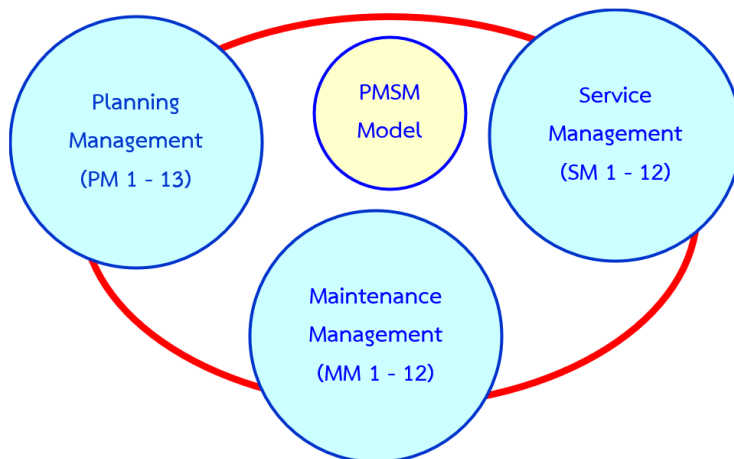 Planning
Management
(PM 1 - 13)
PMSM
Model
Service
Management
(SM 1 - 12)
Maintenance
Management
(MM 1 - 12)